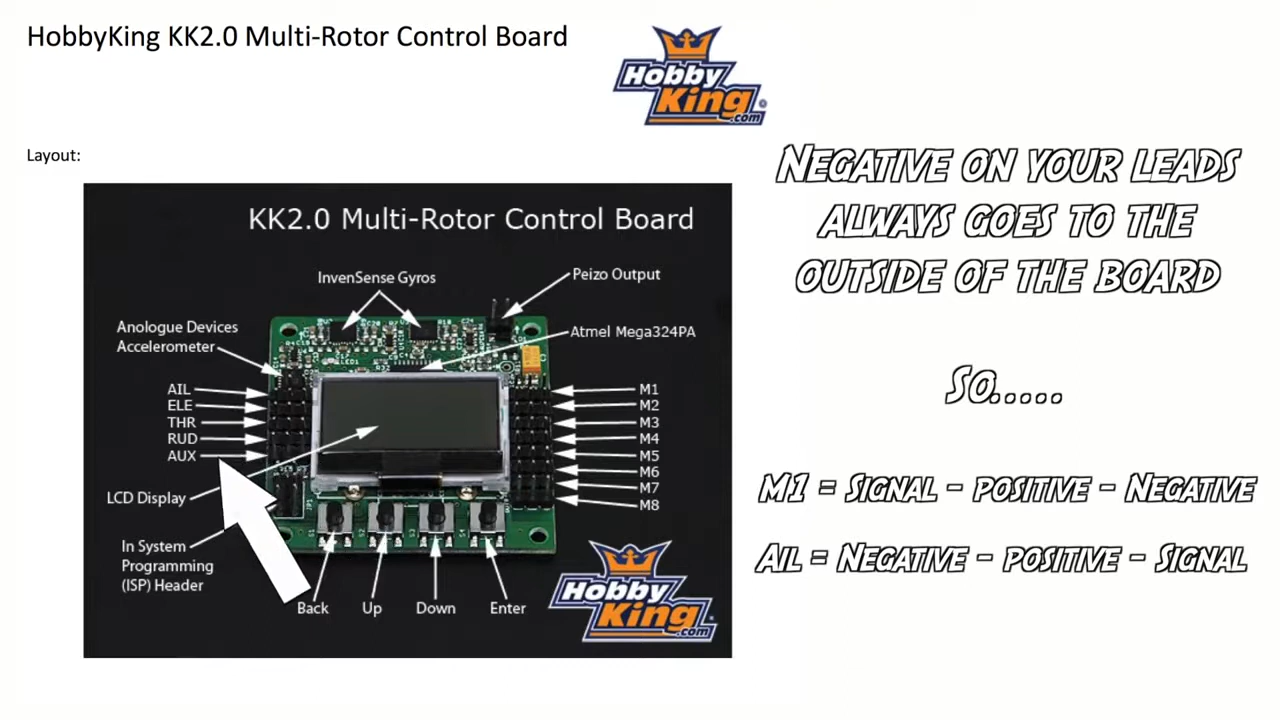 HobbyKing KK2.0 Multi-Rotor Control Board
Hobby
King
.com
Layout:
NEGATIVE ON YOUR LEADS
ALWAYS GOES TO THE
OUTSIDE OF THE BOARD
SO.....
M1 = SIGNAL - POSITIVE - NEGATIVE
AIL = NEGATIVE - POSITIVE - SIGNAL
KK2.0 Multi-Rotor Control Board
InvenSense Gyros
Peizo Output
Anologue Devices
Accelerometer
Atmel Mega324PA
AIL
ELE
THR
RUD
AUX
M1
M2
M3
M4
M5
M6
M7
M8
LCD Display
In System
Programming
(ISP) Header
Back
Up
Down
Enter
Hobby
King
.com